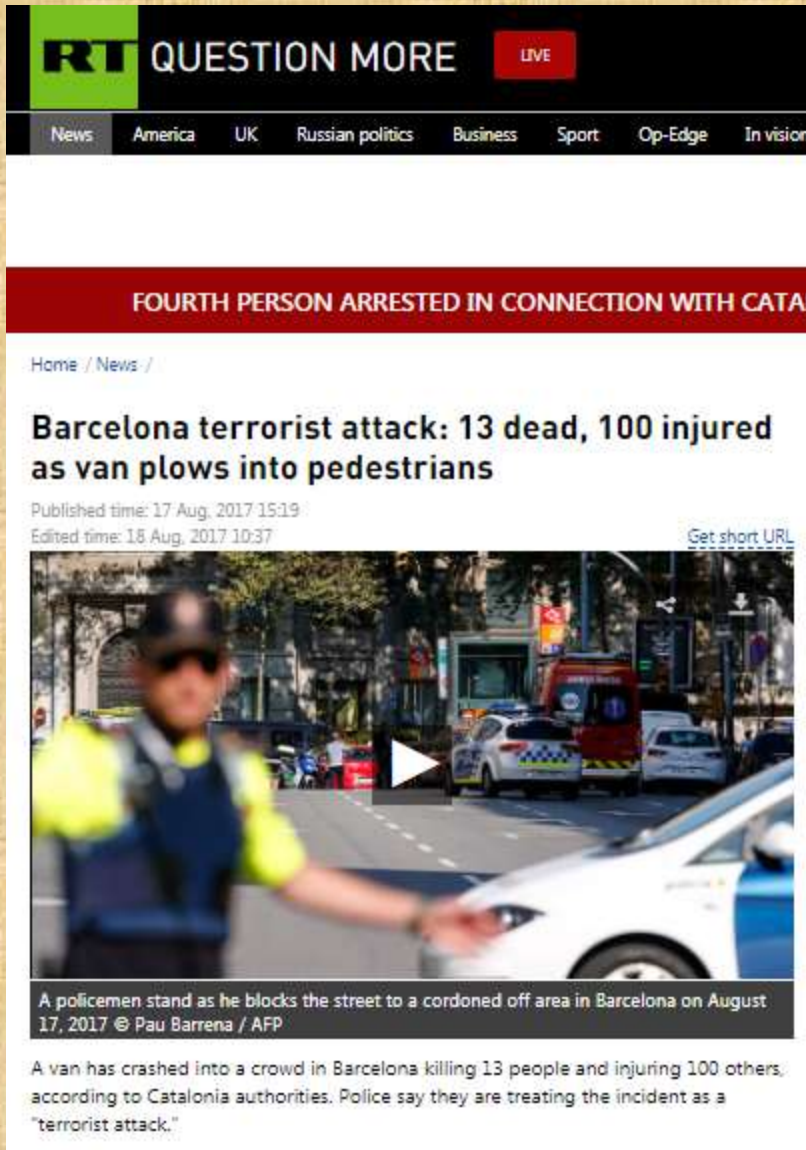 RT QUESTION MORE LIVE
News America UK Russian politics Business Sport Op-Edge In vision
FOURTH PERSON ARRESTED IN CONNECTION WITH CATA
Home / News /
Barcelona terrorist attack: 13 dead, 100 injured
as van plows into pedestrians
Published time: 17 Aug, 2017 15:19
Edited time: 18 Aug, 2017 10:37
Get short URL
A policemen stand as he blocks the street to a cordoned off area in Barcelona on August
17, 2017 © Pau Barrena / AFP
A van has crashed into a crowd in Barcelona killing 13 people and injuring 100 others,
according to Catalonia authorities. Police say they are treating the incident as a
"terrorist attack."